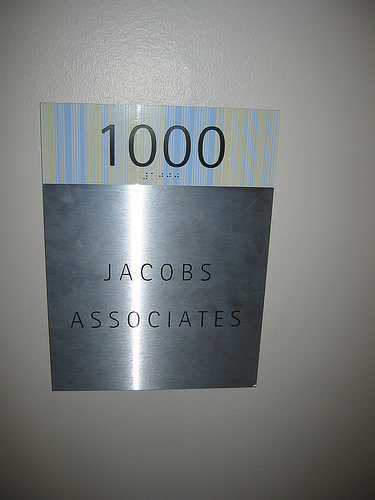 1000
⠼⠁⠚⠚⠚
JACOBS
ASSOCIATES